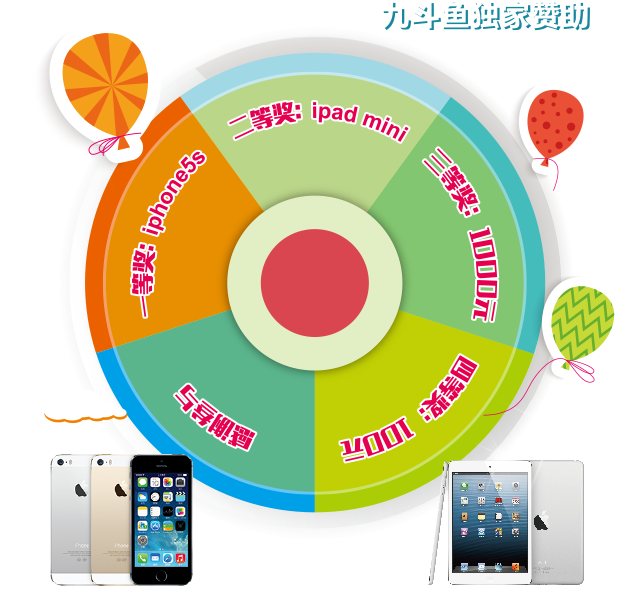 九斗鱼独家赞助
二等奖：ipad mini
三等奖：1000元
一等奖：iphone5s
四等奖：100元
感谢参与